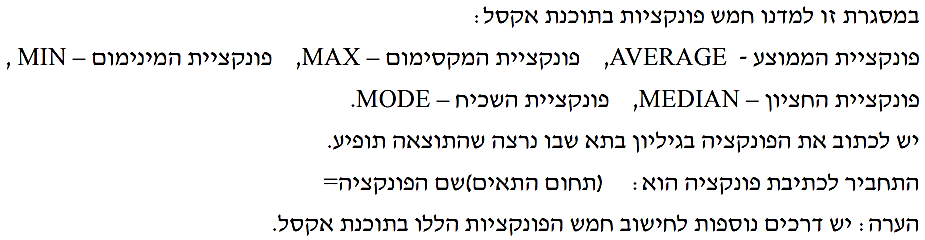 במסגרת זו למדנו חמש פונקציות בתוכנת אקסל:
פונקציית הממוצע - AVERAGE, פונקציית המקסימום – MAX, פונקציית המינימום – MIN ,
פונקציית החציון – MEDIAN, פונקציית השכיח – MODE.
יש לכתוב את הפונקציה בגיליון בתא שבו נרצה שהתוצאה תופיע.
התחביר לכתיבת פונקציה הוא: (תחום התאים)שם הפונקציה=
הערה: יש דרכים נוספות לחישוב חמש הפונקציות הללו בתוכנת אקסל.